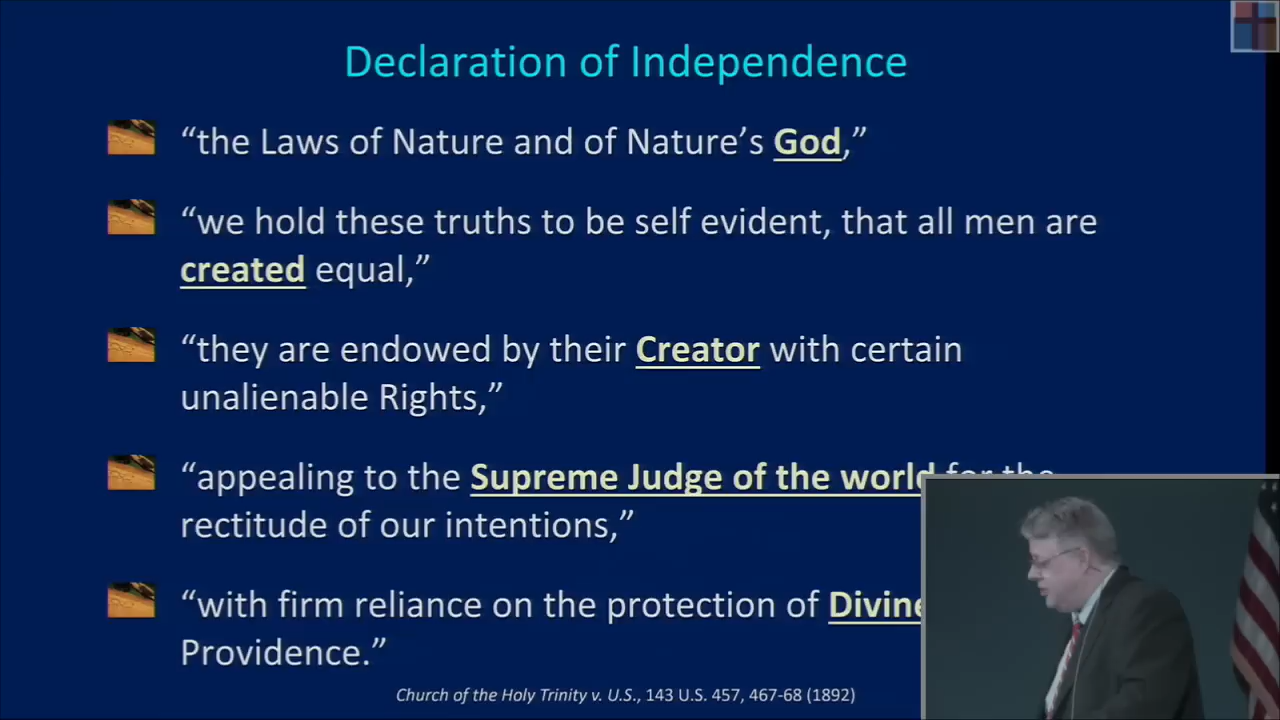 Declaration of Independence
“the Laws of Nature and of Nature’s God,”
“we hold these truths to be self evident, that all men are
created equal,”
“they are endowed by their Creator with certain
unalienable Rights,”
“appealing to the Supreme Judge of the world for the
rectitude of our intentions,”
“with firm reliance on the protection of Divine
Providence.”
Church of the Holy Trinity v. U.S., 143 U.S. 457, 467-68 (1892)